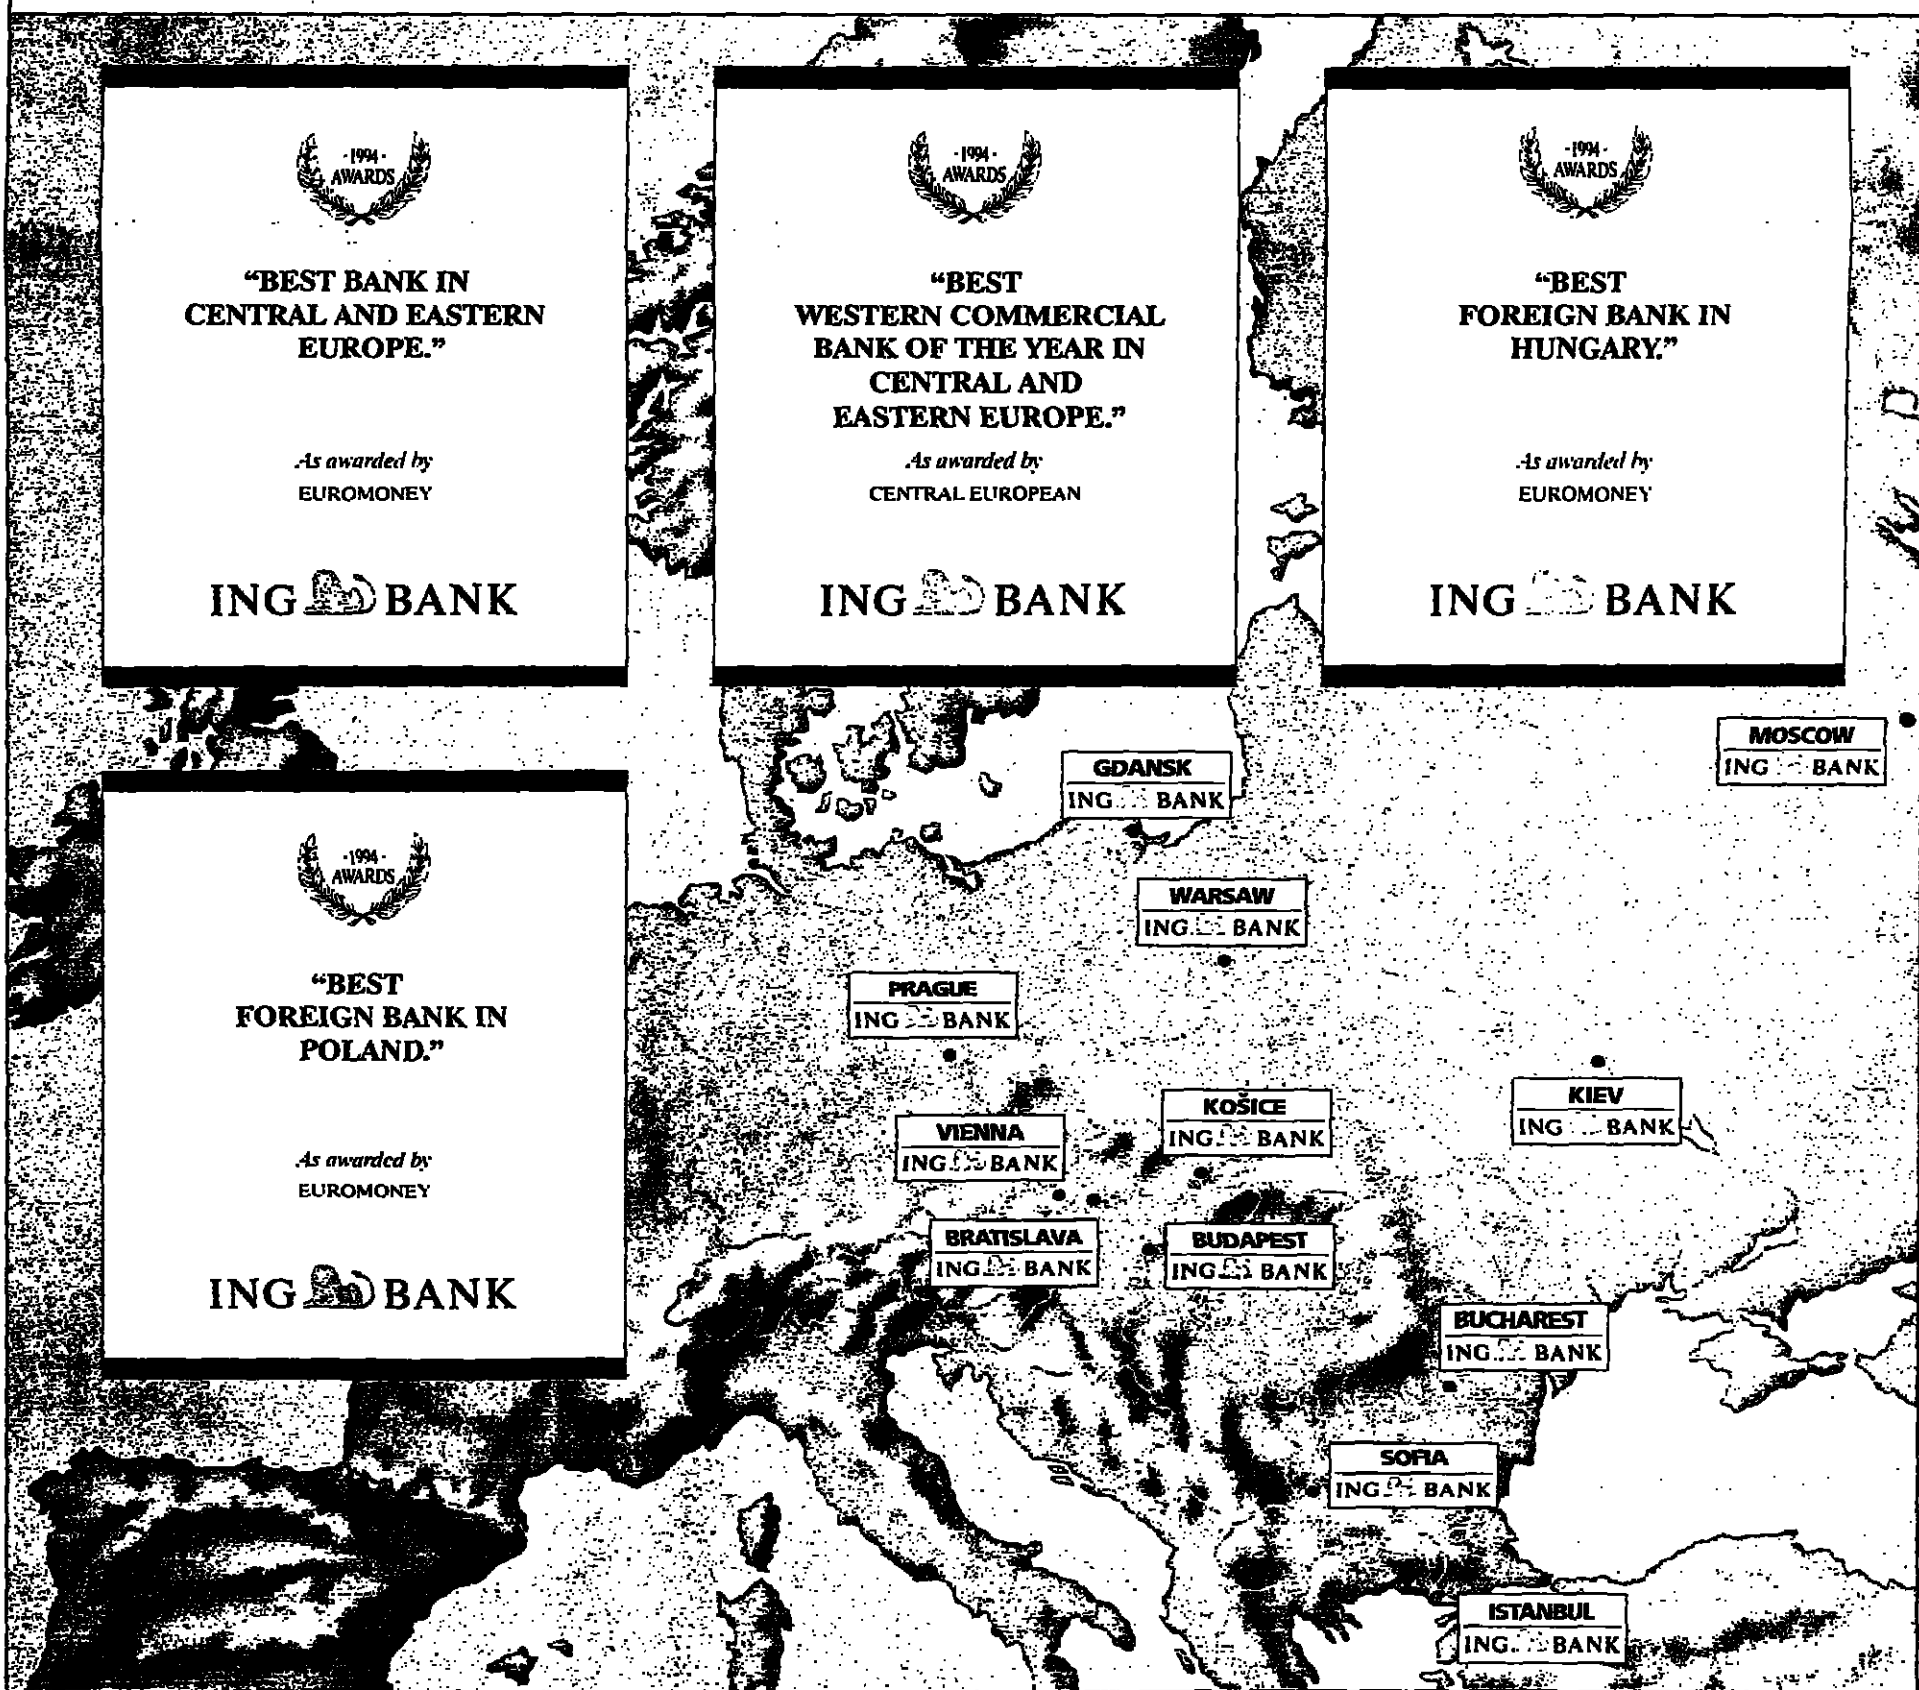 -1994-
AWARDS
“BEST BANK IN
CENTRAL AND EASTERN
EUROPE.”
As awarded by
EUROMONEY
ING BANK
-1994-
AWARDS
“BEST
WESTERN COMMERCIAL
BANK OF THE YEAR IN
CENTRAL AND
EASTERN EUROPE.”
As awarded by
CENTRAL EUROPEAN
ING BANK
-1994-
AWARDS
“BEST
FOREIGN BANK IN
HUNGARY.”
As awarded by
EUROMONEY
ING BANK
-1994-
AWARDS
“BEST
FOREIGN BANK IN
POLAND.”
As awarded by
EUROMONEY
ING BANK
MOSCOW
ING BANK
GDANSK
ING BANK
WARSAW
ING BANK
PRAGUE
ING BANK
KOŠICE
ING BANK
KIEV
ING BANK
VIENNA
ING BANK
BRATISLAVA
ING BANK
BUDAPEST
ING BANK
BUCHAREST
ING BANK
SOFIA
ING BANK
ISTANBUL
ING BANK